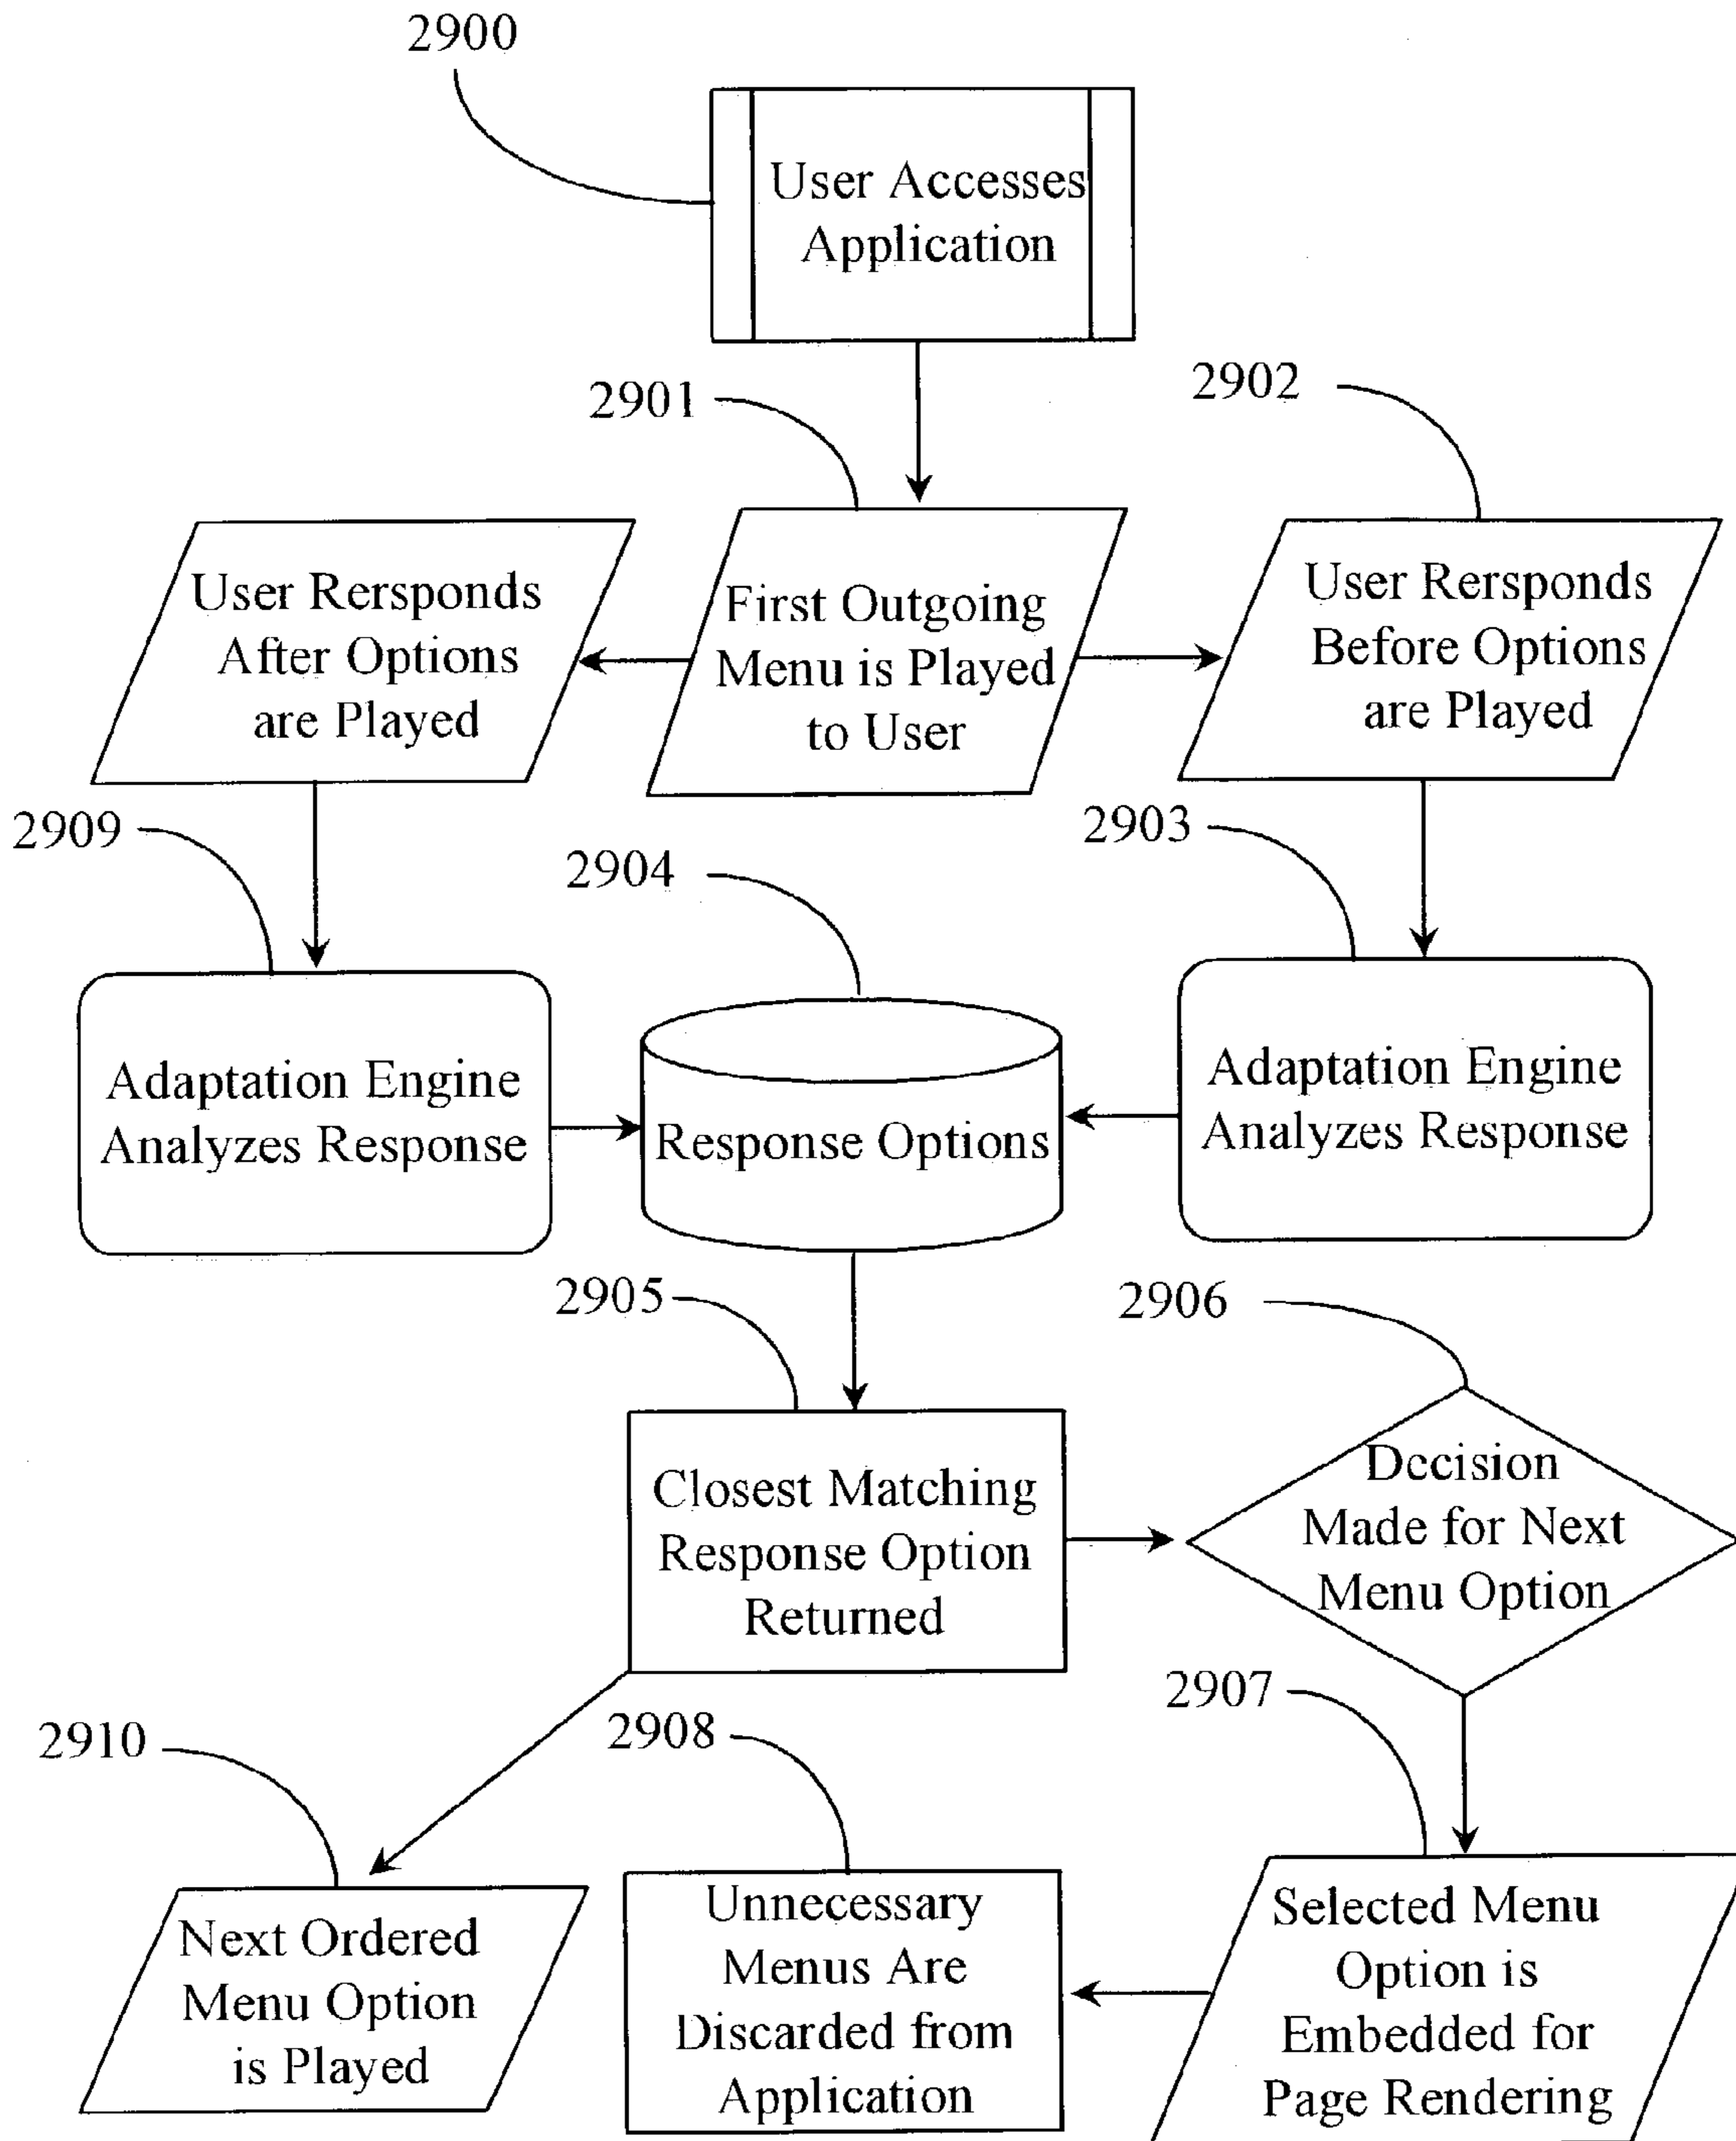 2900
User Accesses
Application
2901
2902
User Rersponds
After Options
are Played
First Outgoing
Menu is Played
to User
User Rersponds
Before Options
are Played
2909
2904
2903
Adaptation Engine
Analyzes Response
Response Options
Adaptation Engine
Analyzes Response
2905
2906
Closest Matching
Response Option
Returned
Decision
Made for Next
Menu Option
2910
2908
2907
Next Ordered
Menu Option
is Played
Unnecessary
Menus Are
Discarded from
Application
Selected Menu
Option is
Embedded for
Page Rendering